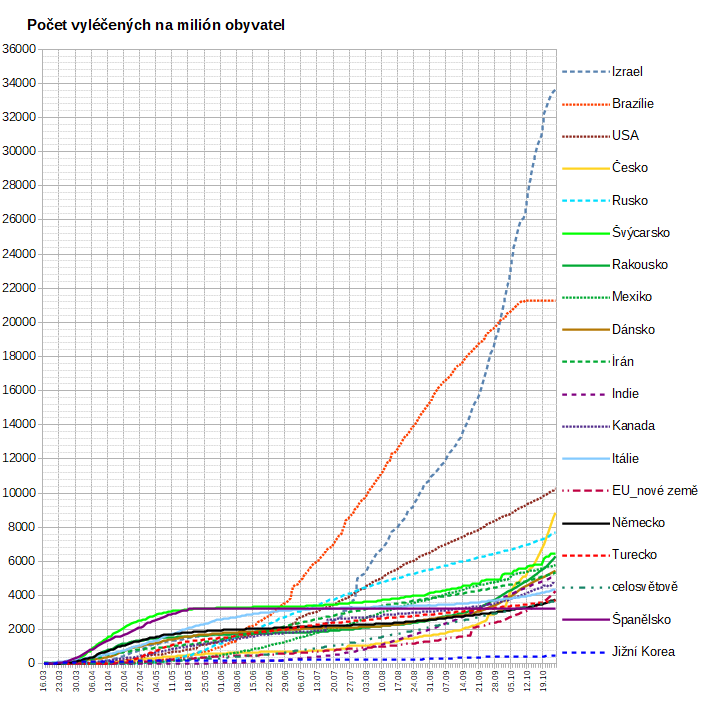 Počet vyléčených na milión obyvatel
36000
34000
32000
30000
28000
26000
24000
22000
20000
18000
16000
14000
12000
10000
8000
6000
4000
2000
0
16.03
23.03
30.03
06.04
13.04
20.04
27.04
04.05
11.05
18.05
25.05
01.06
08.06
15.06
22.06
29.06
06.07
13.07
20.07
27.07
03.08
10.08
17.08
24.08
31.08
07.09
14.09
21.09
28.09
05.10
12.10
19.10
Izrael
Brazílie
USA
Česko
Rusko
Švýcarsko
Rakousko
Mexiko
Dánsko
Írán
Indie
Kanada
Itálie
EU_nové země
Německo
Turecko
celosvětově
Španělsko
Jižní Korea